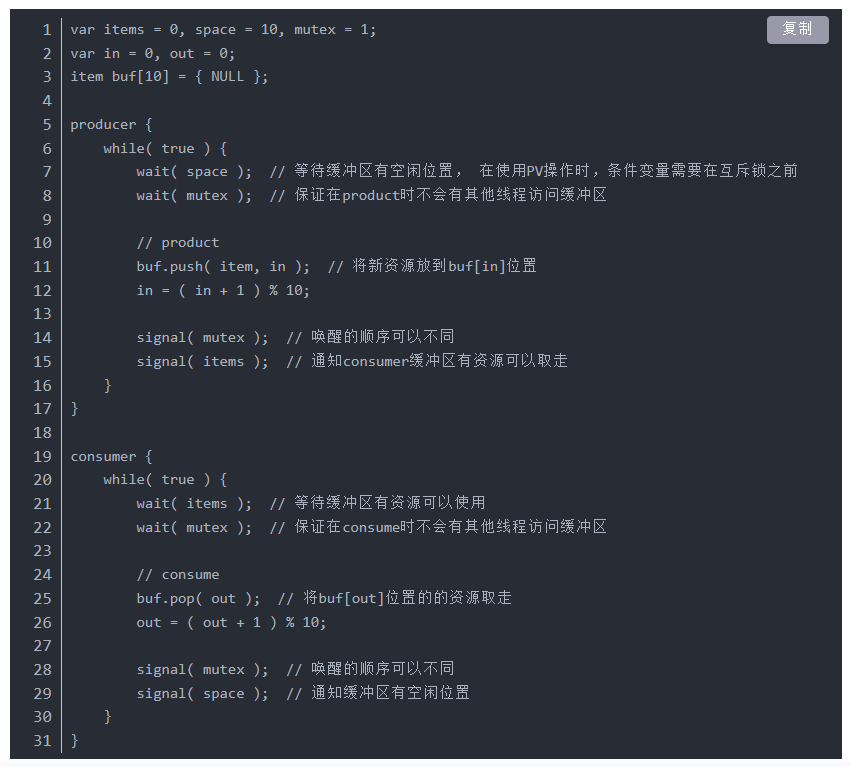 复制
1 var items = 0, space = 10, mutex = 1;
2 var in = 0, out = 0;
3 item buf[10] = { NULL };
4
5 producer {
6     while( true ) {
7         wait( space );  // 等待缓冲区有空闲位置， 在使用PV操作时，条件变量需要在互斥锁之前
8         wait( mutex );  // 保证在product时不会有其他线程访问缓冲区
9
10         // product
11         buf.push( item, in );  // 将新资源放到buf[in]位置
12         in = ( in + 1 ) % 10;
13
14         signal( mutex );  // 唤醒的顺序可以不同
15         signal( items );  // 通知consumer缓冲区有资源可以取走
16     }
17 }
18
19 consumer {
20     while( true ) {
21         wait( items );  // 等待缓冲区有资源可以使用
22         wait( mutex );  // 保证在consume时不会有其他线程访问缓冲区
23
24         // consume
25         buf.pop( out );  // 将buf[out]位置的的资源取走
26         out = ( out + 1 ) % 10;
27
28         signal( mutex );  // 唤醒的顺序可以不同
29         signal( space );  // 通知缓冲区有空闲位置
30     }
31 }